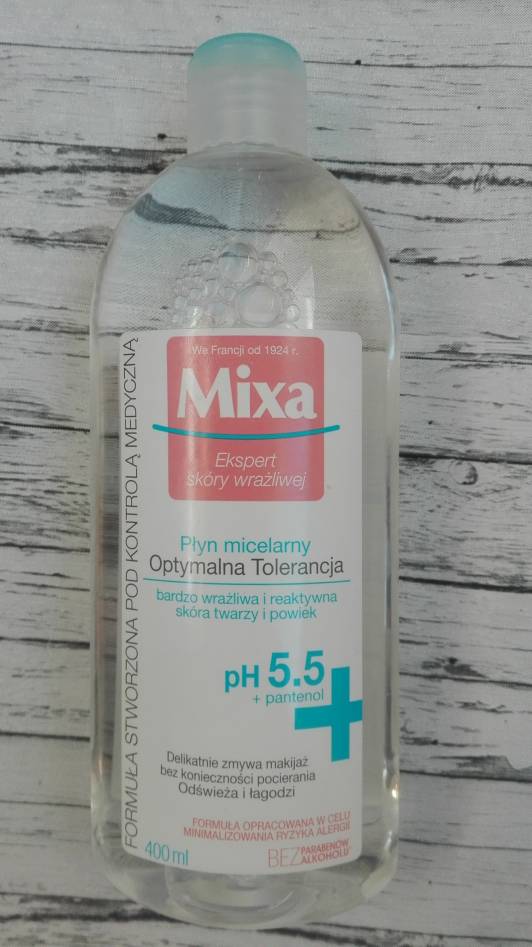 We Francji od 1924 r.
Mixa
Ekspert
skóry wrażliwej
Płyn micelarny
Optymalna Tolerancja
bardzo wrażliwa i reaktywna
skóra twarzy i powiek
pH 5.5
+ pantenol
Delikatnie zmywa makijaż
bez konieczności pocierania
Odświeża i łagodzi
FORMUŁA OPRACOWANA W CELU
MINIMALIZOWANIA RYZYKA ALERGII
400 ml
BEZ PARABENÓW
ALKOHOLU
FORMUŁA STWORZONA POD KONTROLĄ MEDYCZNĄ